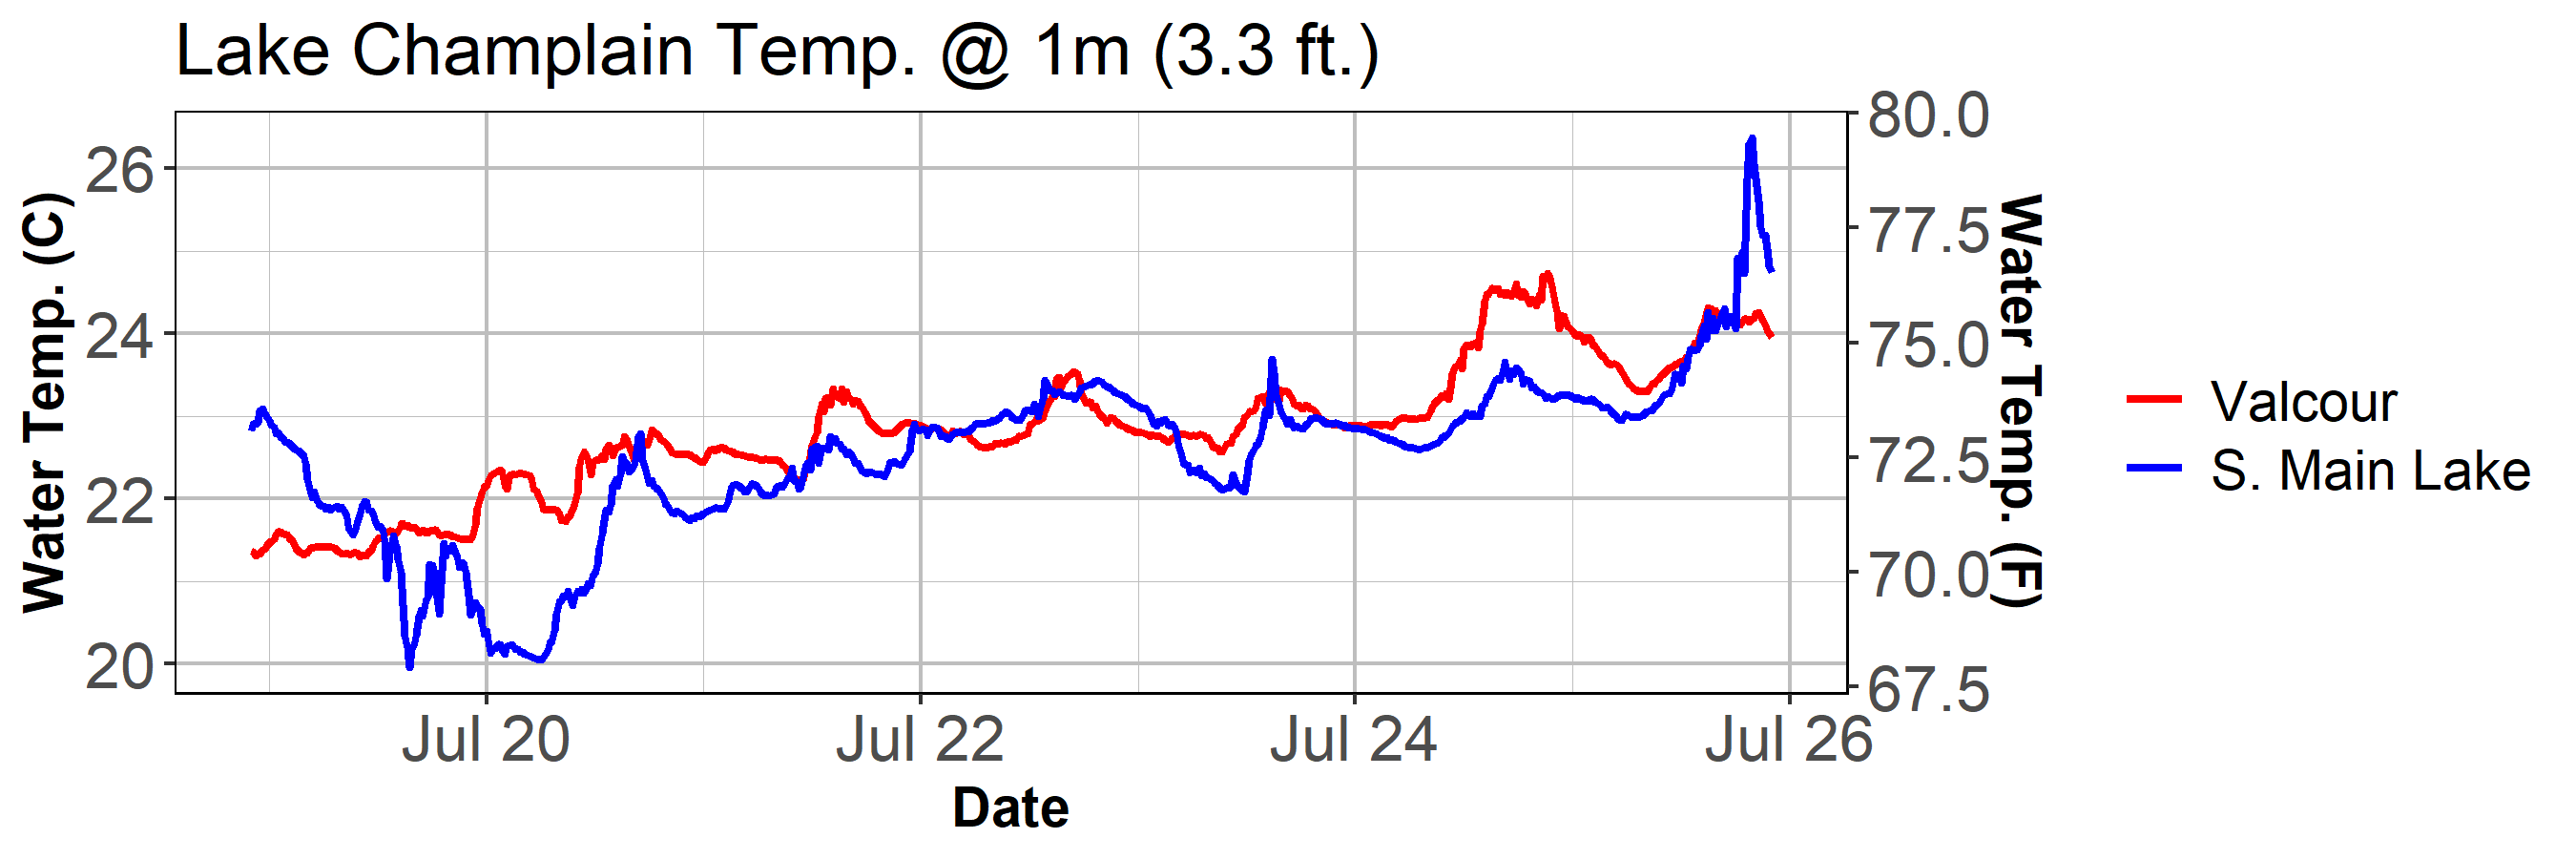 Lake Champlain Temp. @ 1m (3.3 ft.)
Water Temp. (C)
26
24
22
20
80.0
77.5
75.0
72.5
70.0
67.5
Water Temp. (F)
Jul 20
Jul 22
Jul 24
Jul 26
Date
Valcour
S. Main Lake